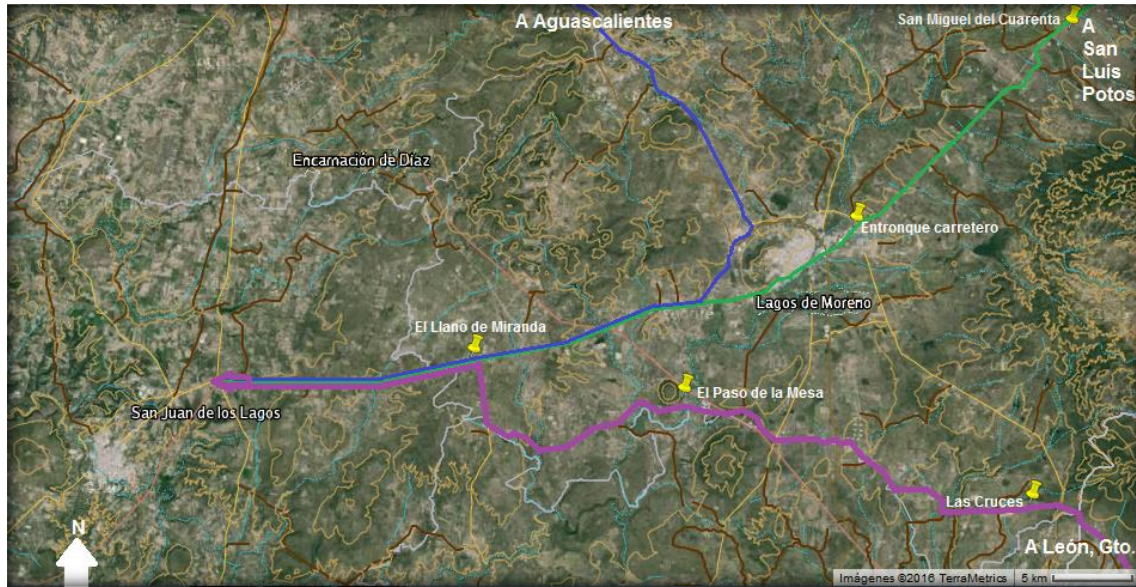 A Aguascalientes
San Miguel del Cuarenta
A
San
Luís
Potos
Encarnación de Díaz
Entronque carretero
Lagos de Moreno
El Llano de Miranda
El Paso de la Mesa
San Juan de los Lagos
Las Cruces
N
A León, Gto.
Imágenes ©2016 TerraMetrics
5 km